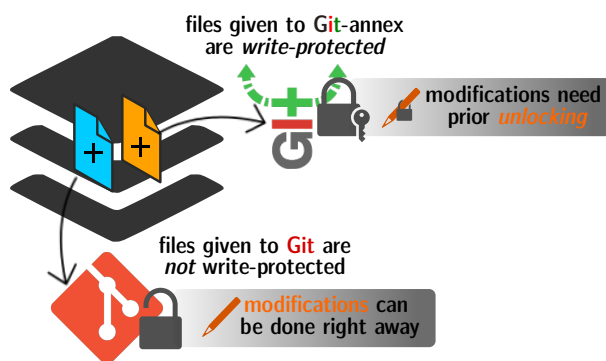 files given to Git-annex
are write-protected
modifications need
prior unlocking
GIT
files given to Git are
not write-protected
modifications can
be done right away